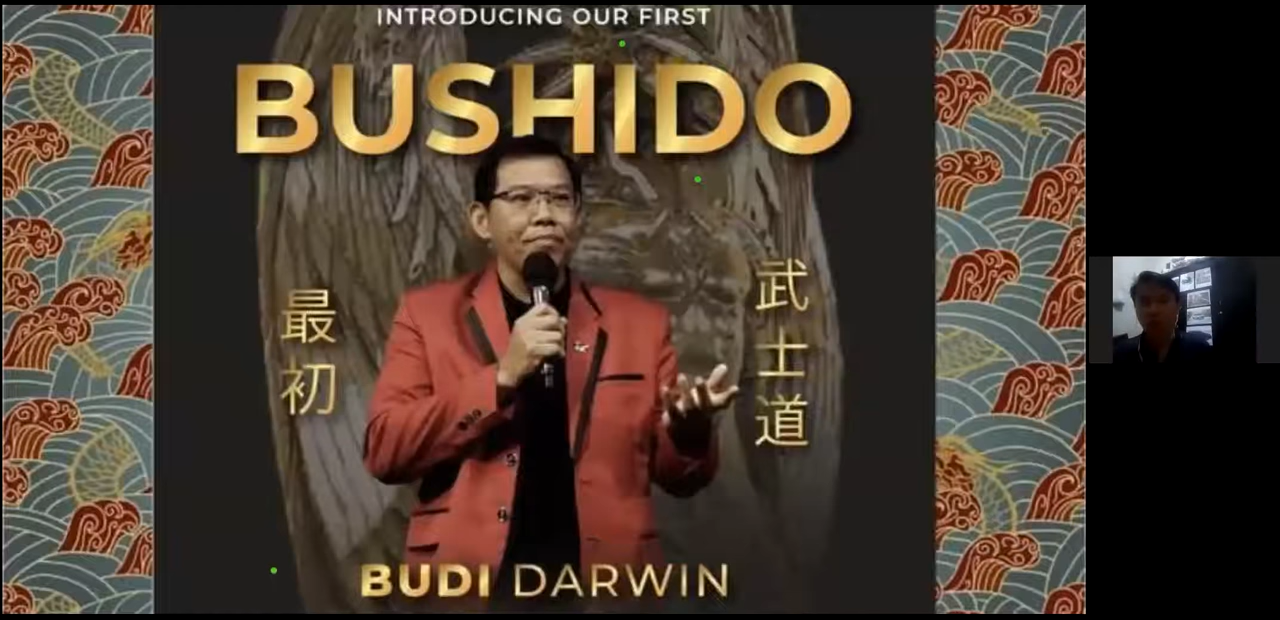 INTRODUCING OUR FIRST
BUSHIDO
最初
武士道
BUDI DARWIN